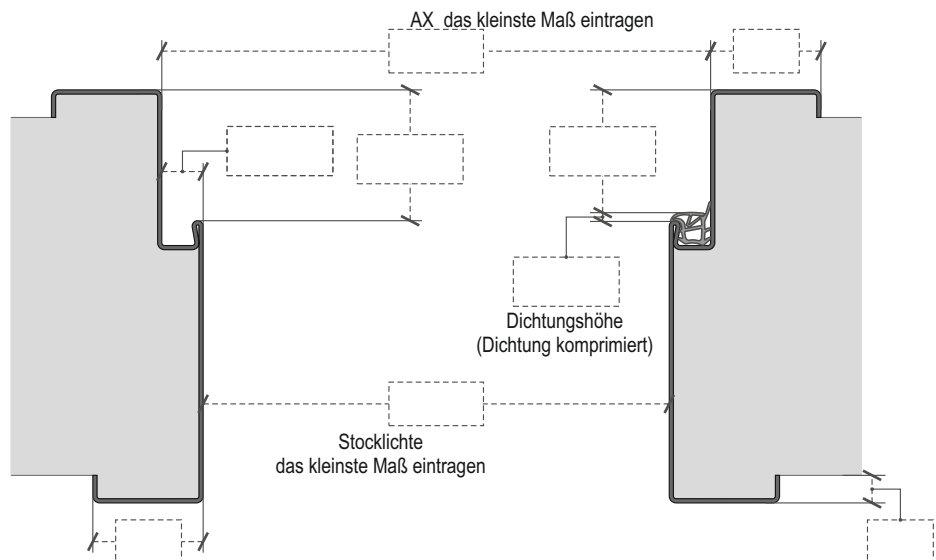 AX das kleinste Maß eintragen
Dichtungshöhe
(Dichtung komprimiert)
Stocklichte
das kleinste Maß eintragen